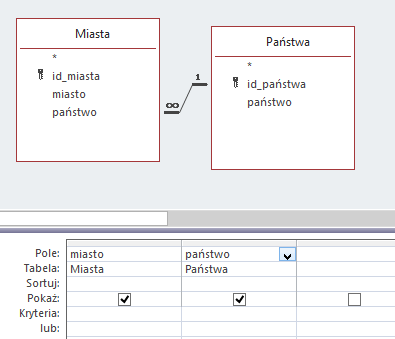 Miasta
*
id_miasta
miasto
państwo
∞ 1
Państwa
*
id_państwa
państwo
Pole: miasto państwo
Tabela: Miasta Państwa
Sortuj:
Pokaż:
Kryteria:
lub: